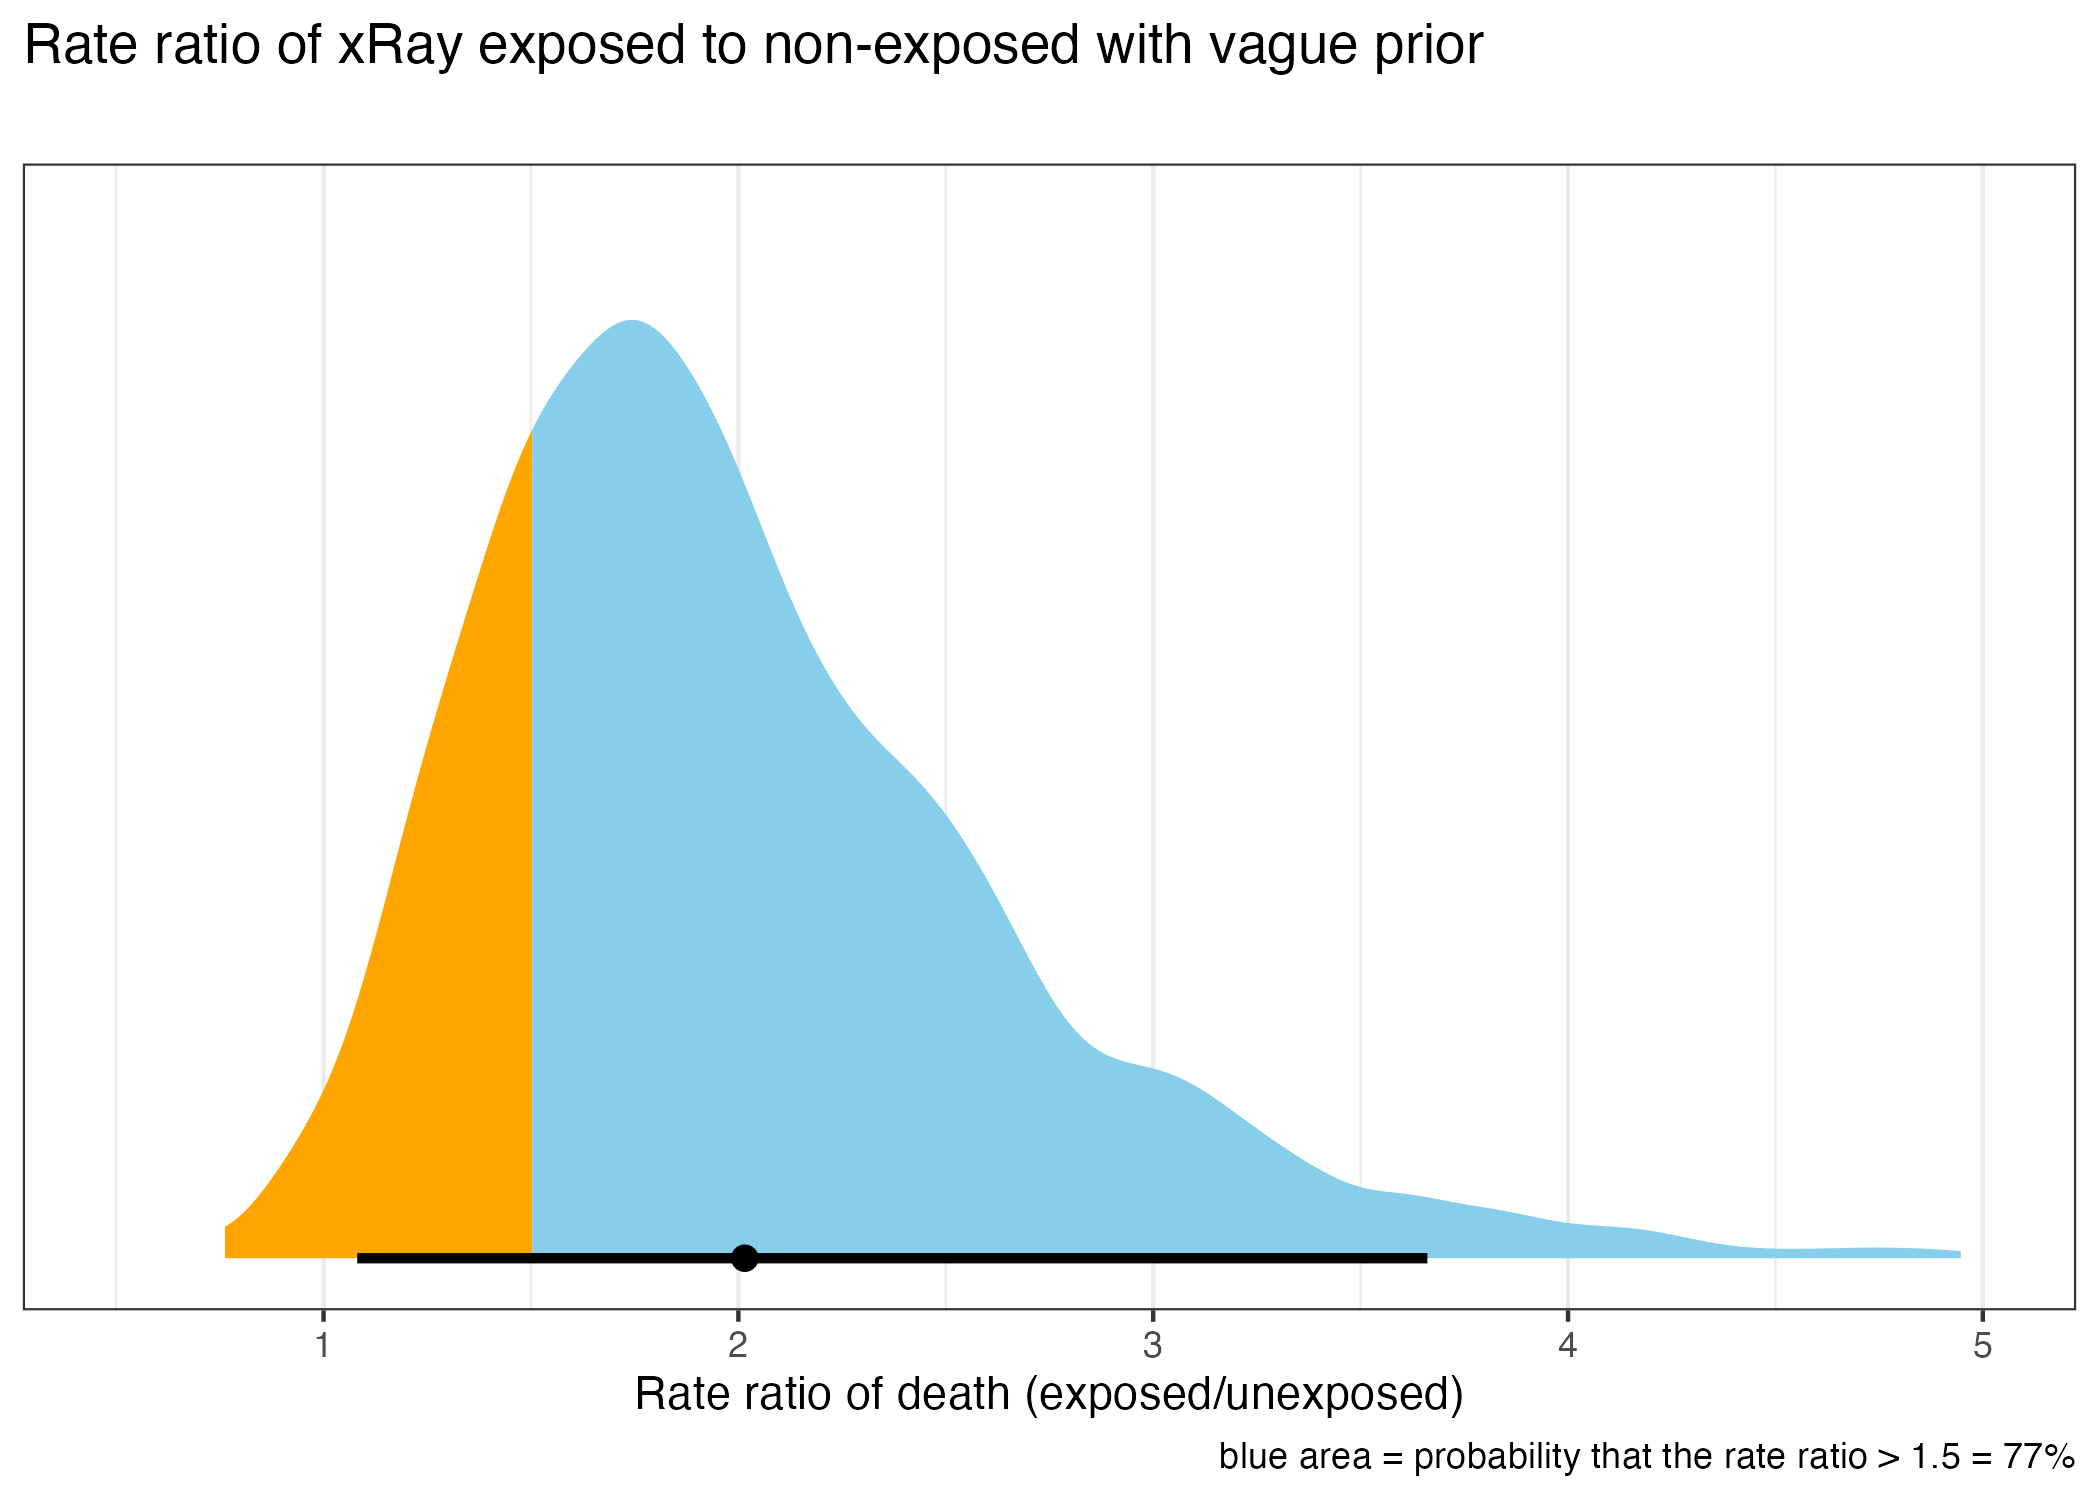 Rate ratio of xRay exposed to non-exposed with vague prior
1 2 3 4 5
Rate ratio of death (exposed/unexposed)
blue area = probability that the rate ratio > 1.5 = 77%